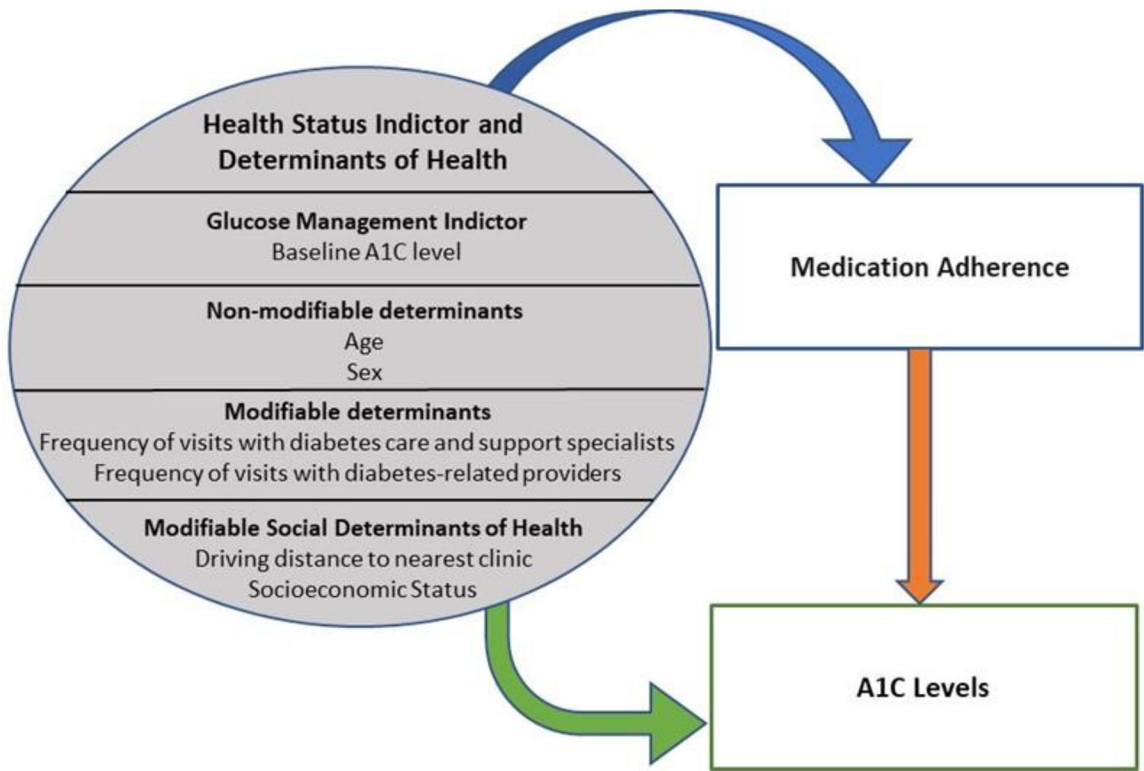 Health Status Indictor and
Determinants of Health
Glucose Management Indictor
Baseline A1C level
Non-modifiable determinants
Age
Sex
Modifiable determinants
Frequency of visits with diabetes care and support specialists
Frequency of visits with diabetes-related providers
Modifiable Social Determinants of Health
Driving distance to nearest clinic
Socioeconomic Status
Medication Adherence
A1C Levels